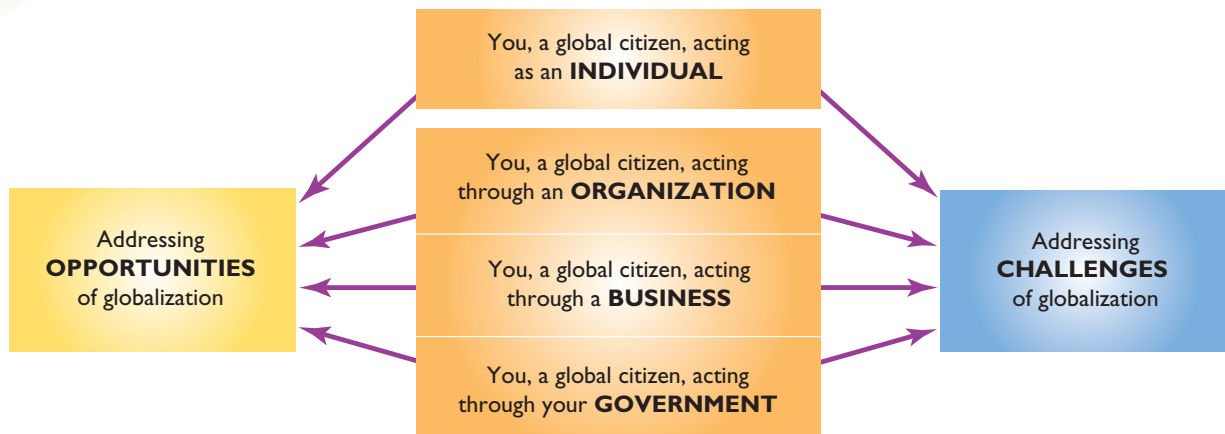 You, a global citizen, acting
as an INDIVIDUAL
You, a global citizen, acting
through an ORGANIZATION
Addressing
OPPORTUNITIES
of globalization
You, a global citizen, acting
through a BUSINESS
Addressing
CHALLENGES
of globalization
You, a global citizen, acting
through your GOVERNMENT